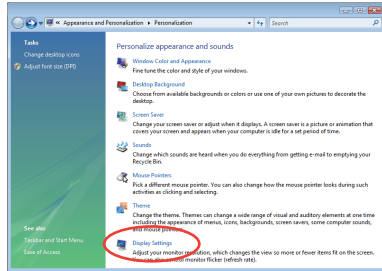 « Appearance and Personalization ▸ Personalization
Search
Tasks
Change desktop icons
Adjust font size (DPI)
See also
Taskbar and Start Menu
Ease of Access
Personalize appearance and sounds
Window Color and Appearance
Fine tune the color and style of your windows.
Desktop Background
Choose from available backgrounds or colors or use one of your own pictures to decorate the
desktop.
Screen Saver
Change your screen saver or adjust when it displays. A screen saver is a picture or animation that
covers your screen and appears when your computer is idle for a set period of time.
Sounds
Change which sounds are heard when you do everything from getting e-mail to emptying your
Recycle Bin.
Mouse Pointers
Pick a different mouse pointer. You can also change how the mouse pointer looks during such
activities as clicking and selecting.
Theme
Change the theme. Themes can change a wide range of visual and auditory elements at one time
including the appearance of menus, icons, backgrounds, screen savers, some computer sounds,
and mouse pointers.
Display Settings
Adjust your monitor resolution, which changes the view so more or fewer items fit on the screen.
You can also control monitor flicker (refresh rate).